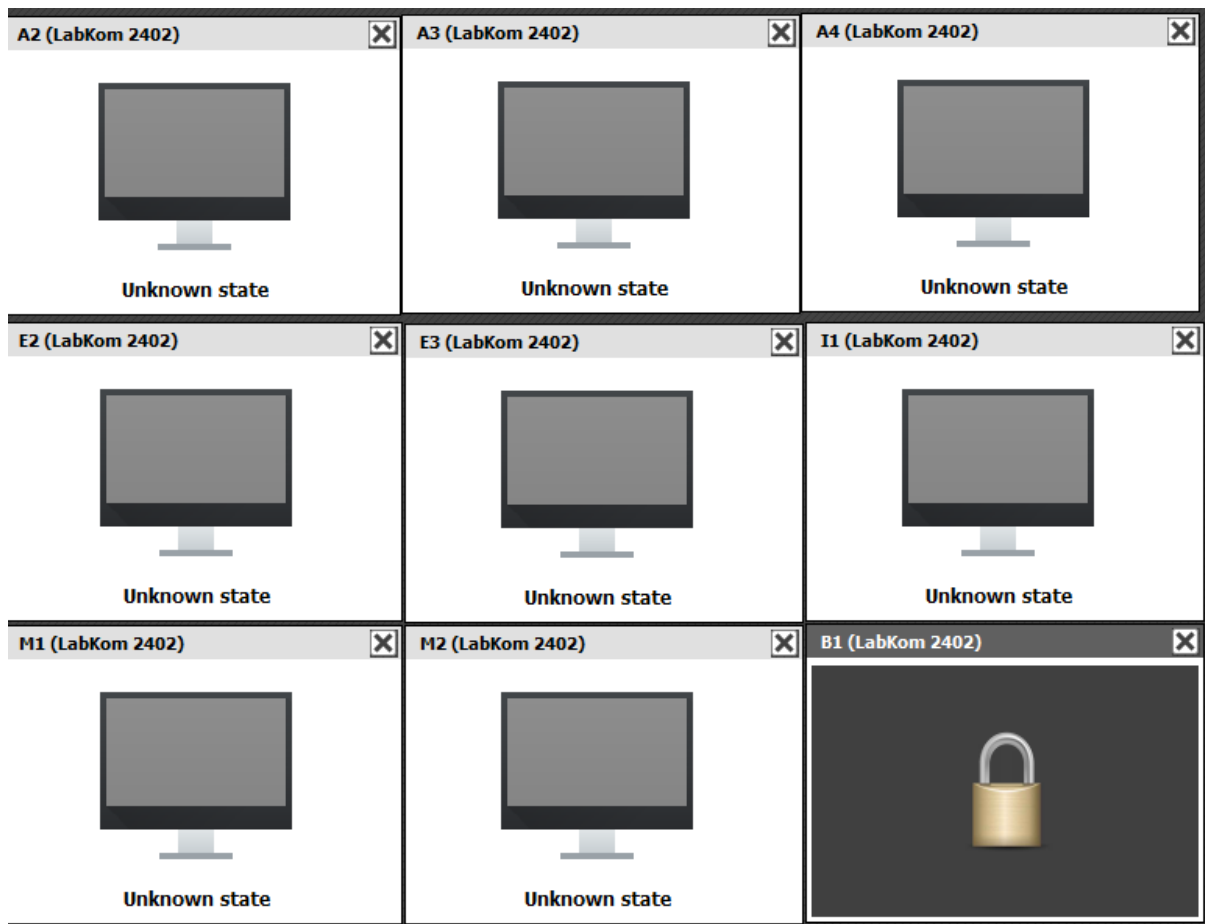 A2 (LabKom 2402)
A3 (LabKom 2402)
A4 (LabKom 2402)
Unknown state
Unknown state
Unknown state
E2 (LabKom 2402)
E3 (LabKom 2402)
I1 (LabKom 2402)
Unknown state
Unknown state
Unknown state
M1 (LabKom 2402)
M2 (LabKom 2402)
B1 (LabKom 2402)
Unknown state
Unknown state